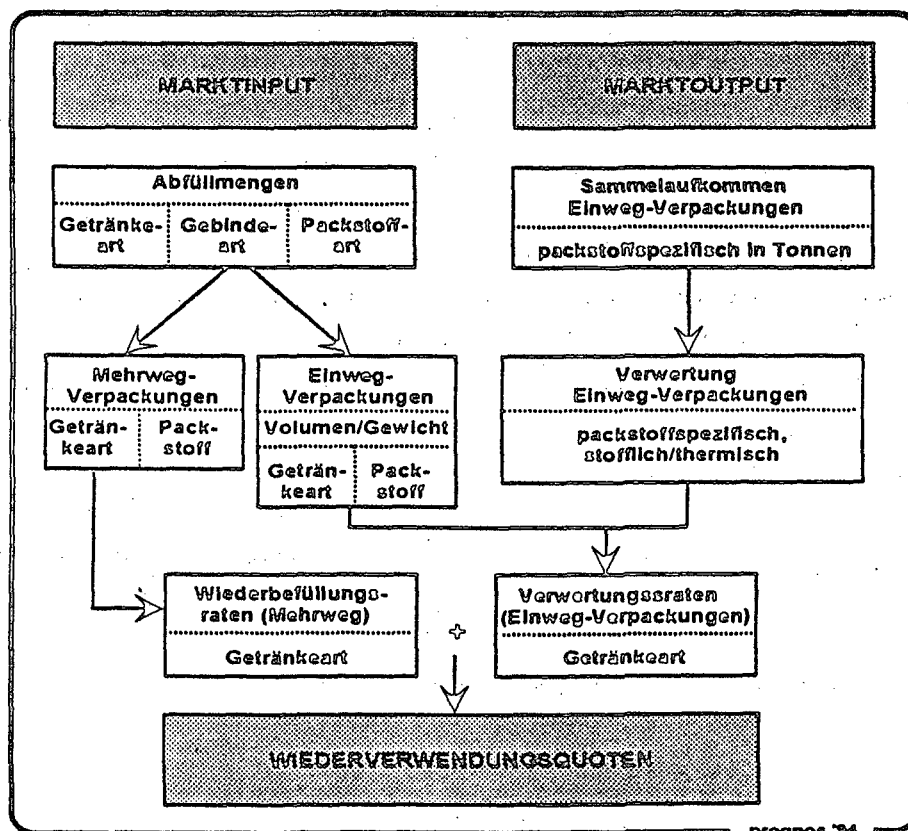 MARKTINPUT
MARKTOUTPUT
Abfüllmengen
Getränke-
art
Gebinde-
art
Packstoff-
art
Sammelaufkommen
Einweg-Verpackungen
packstoffspezifisch in Tonnen
Mehrweg-
Verpackungen
Geträn-
keart
Pack-
stoff
Einweg-
Verpackungen
Volumen/Gewicht
Geträn-
keart
Pack-
stoff
Verwertung
Einweg-Verpackungen
packstoffspezifisch,
stofflich/thermisch
Wiederbefüllungs-
raten (Mehrweg)
Getränkeart
+
Verwertungssraten
(Einweg-Verpackungen)
Getränkeart
WIEDERVERWENDUNGSQUOTEN
prognos '94